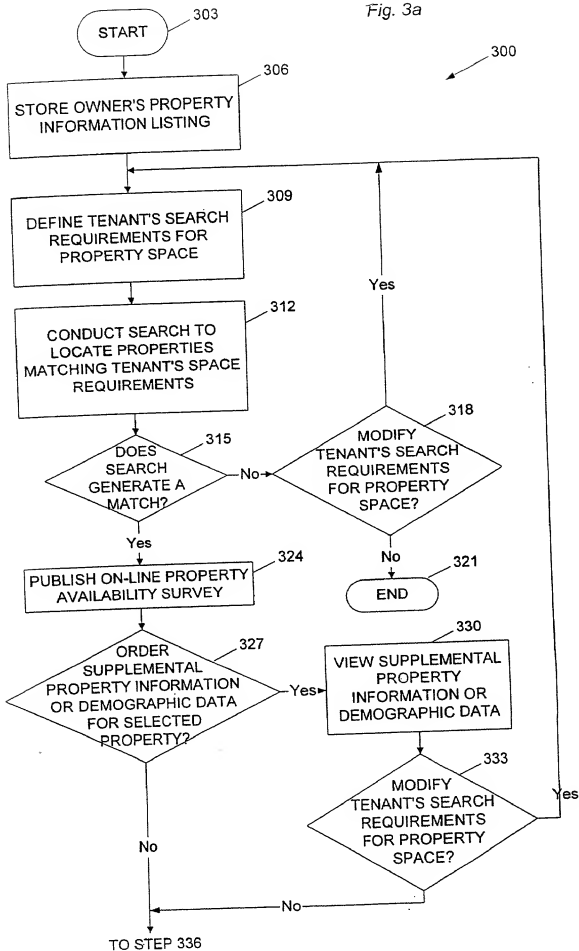 Fig. 3a
START
303
300
306
STORE OWNER'S PROPERTY
INFORMATION LISTING
309
DEFINE TENANT'S SEARCH
REQUIREMENTS FOR
PROPERTY SPACE
Yes
312
CONDUCT SEARCH TO
LOCATE PROPERTIES
MATCHING TENANT'S SPACE
REQUIREMENTS
315
DOES
SEARCH
GENERATE A
MATCH?
No
318
MODIFY
TENANT'S SEARCH
REQUIREMENTS
FOR PROPERTY
SPACE?
Yes
No
321
END
324
PUBLISH ON-LINE PROPERTY
AVAILABILITY SURVEY
327
ORDER
SUPPLEMENTAL
PROPERTY INFORMATION
OR DEMOGRAPHIC DATA
FOR SELECTED
PROPERTY?
Yes
330
VIEW SUPPLEMENTAL
PROPERTY
INFORMATION OR
DEMOGRAPHIC DATA
333
MODIFY
TENANT'S SEARCH
REQUIREMENTS
FOR PROPERTY
SPACE?
Yes
No
No
TO STEP 336